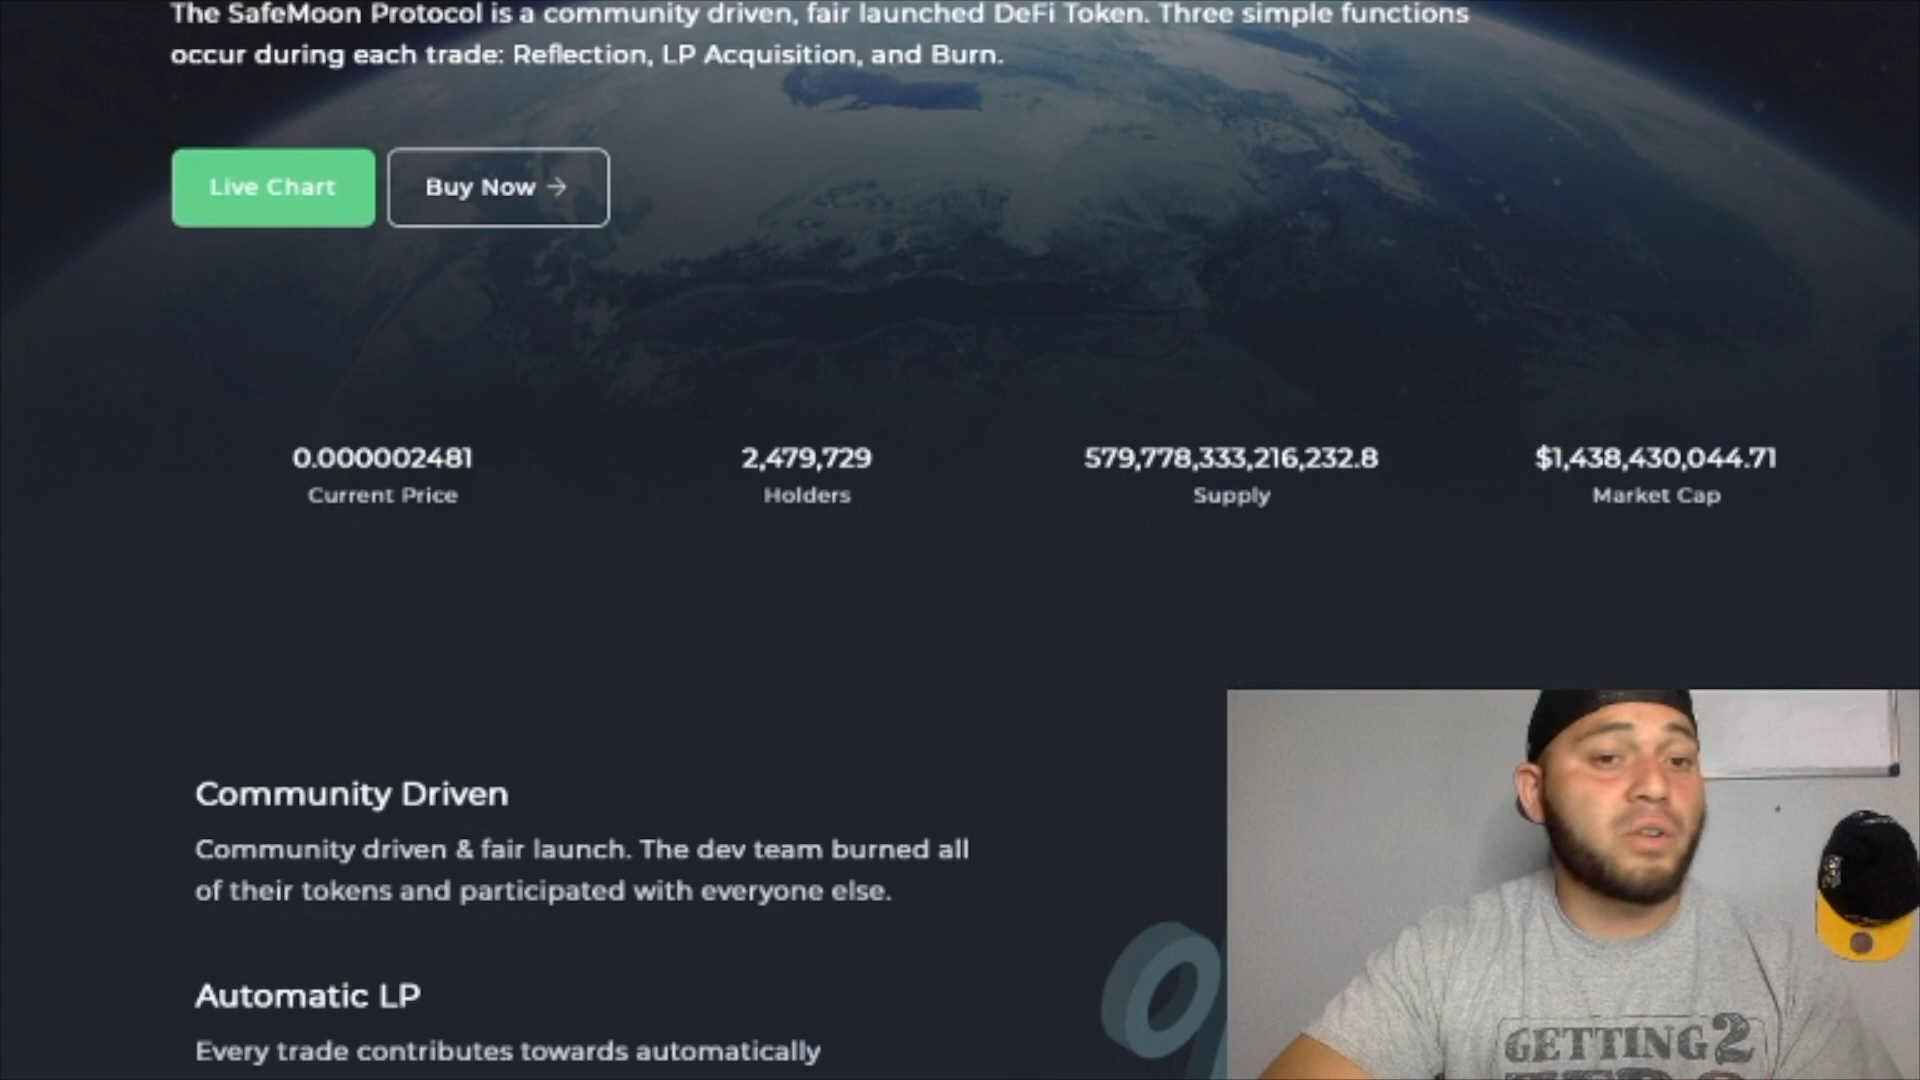 The SafeMoon Protocol is a community driven, fair launched DeFi Token. Three simple functions
occur during each trade: Reflection, LP Acquisition, and Burn.
Live Chart
Buy Now →
0.000002481
2,479,729
579,778,333,216,232.8
$1,438,430,044.71
Current Price
Holders
Supply
Market Cap
Community Driven
Community driven & fair launch. The dev team burned all
of their tokens and participated with everyone else.
Automatic LP
Every trade contributes towards automatically
GETTING 2